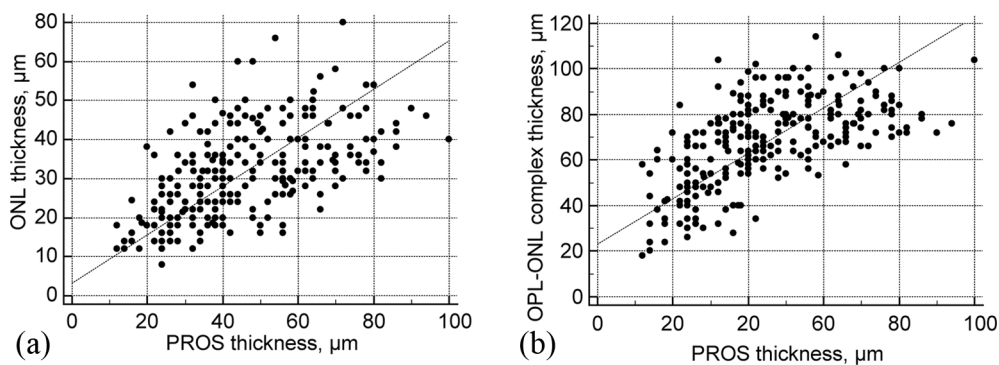 80
70
60
50
40
30
20
10
0
ONL thickness, µm
0 20 40 60 80 100
PROS thickness, µm
(a)
120
100
80
60
40
20
0
OPL-ONL complex thickness, µm
0 20 20 60 80 100
PROS thickness, µm
(b)